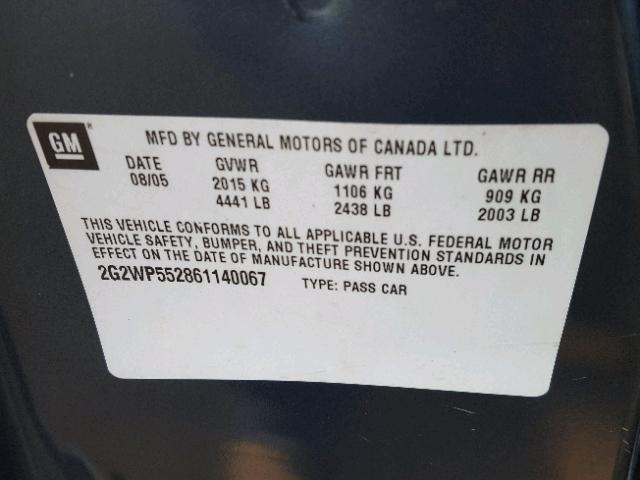 GM
MFD BY GENERAL MOTORS OF CANADA LTD.
DATE GVWR GAWR FRT GAWR RR
08/05 2015 KG 1106 KG 909 KG
4441 LB 2438 LB 2003 LB
THIS VEHICLE CONFORMS TO ALL APPLICABLE U.S. FEDERAL MOTOR
VEHICLE SAFETY, BUMPER, AND THEFT PREVENTION STANDARDS IN
EFFECT ON THE DATE OF MANUFACTURE SHOWN ABOVE.
2G2WP552861140067 TYPE: PASS CAR